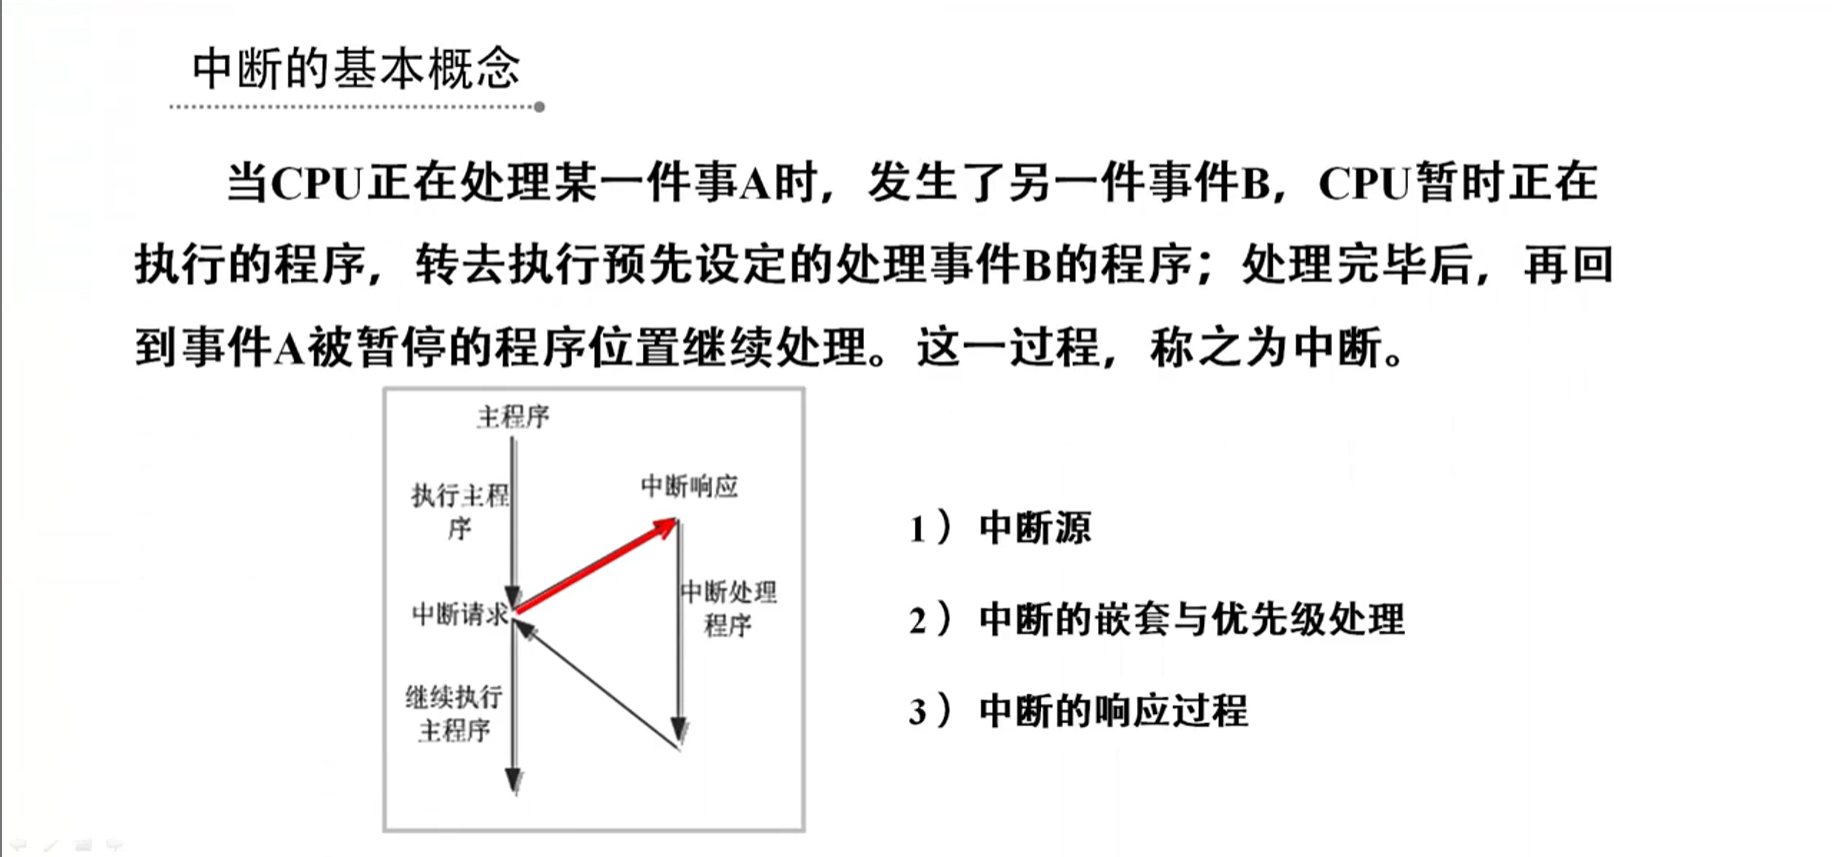 中断的基本概念
当CPU正在处理某一件事A时，发生了另一件事件B，CPU暂时正在
执行的程序，转去执行预先设定的处理事件B的程序；处理完毕后，再回
到事件A被暂停的程序位置继续处理。这一过程，称之为中断。
主程序
执行主程
序
中断请求
继续执行
主程序
中断响应
中断处理
程序
1）中断源
2）中断的嵌套与优先级处理
3）中断的响应过程